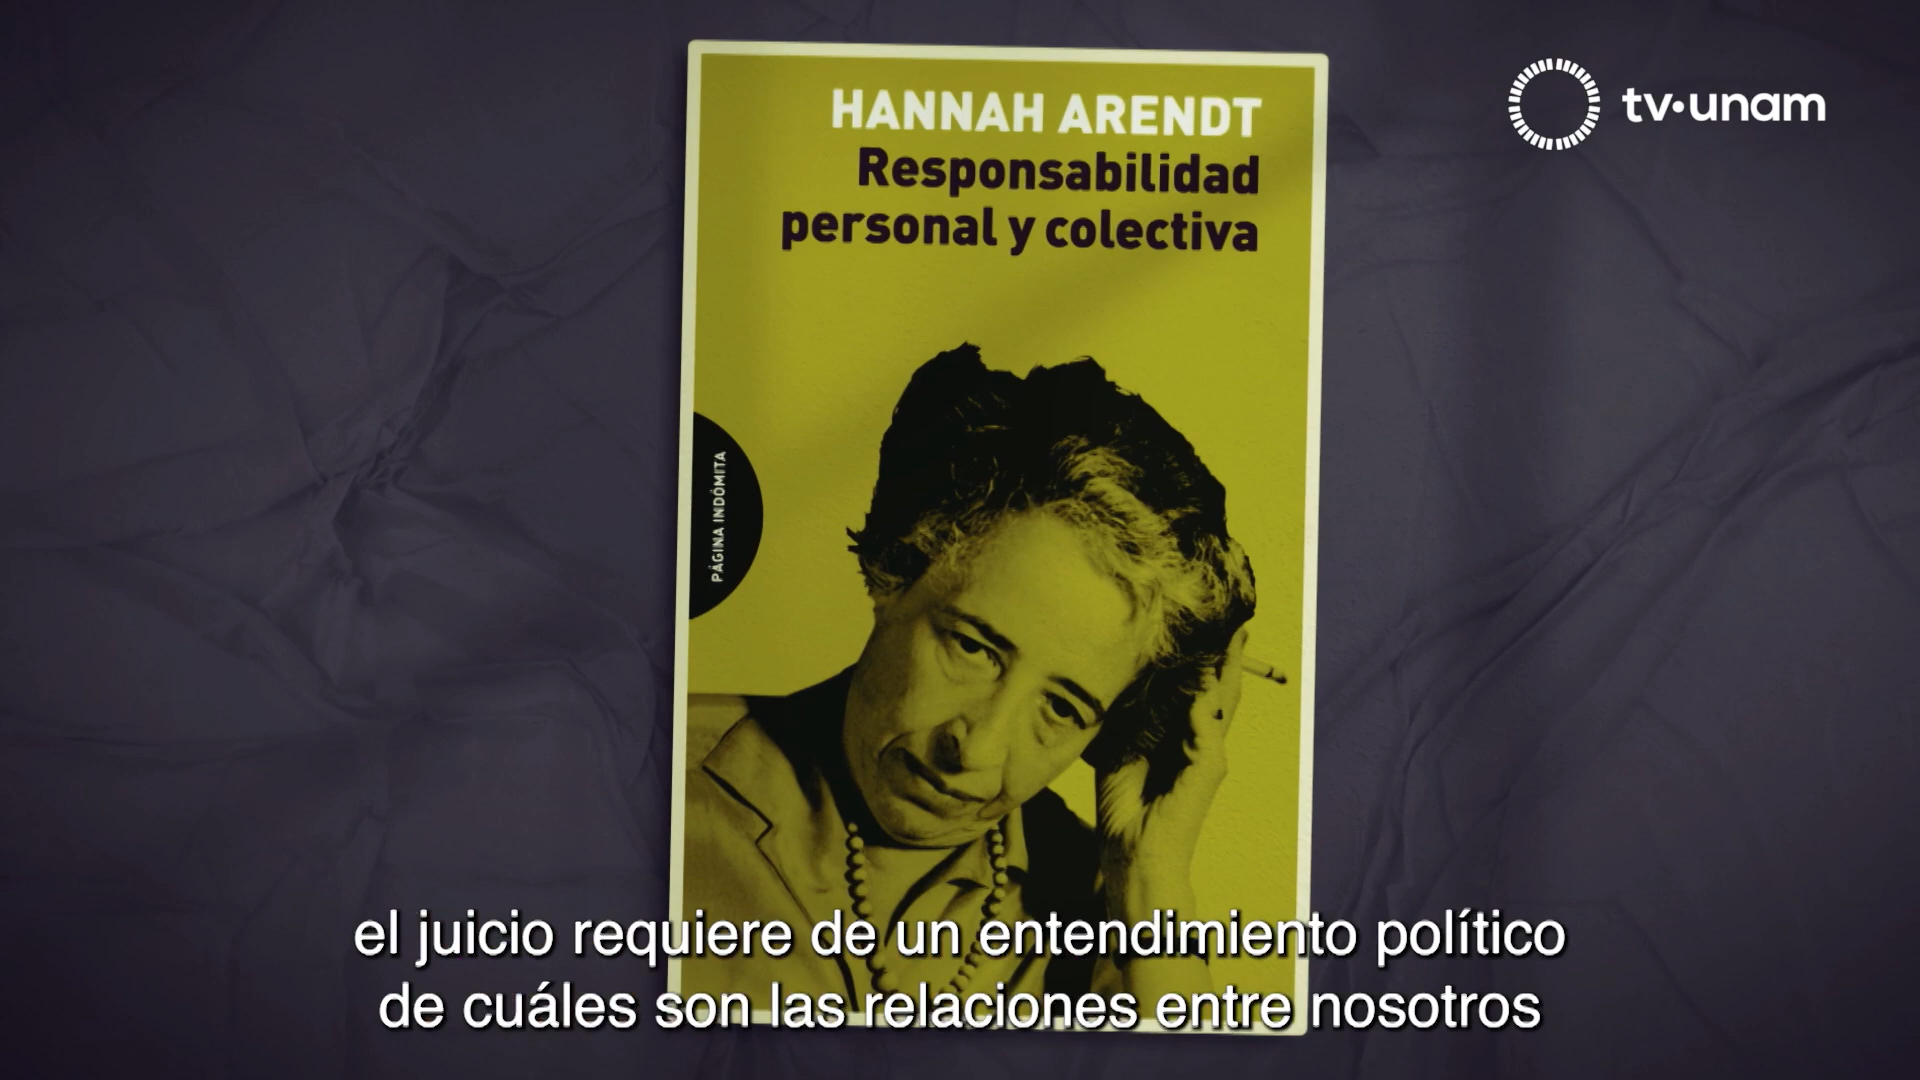 tv·unam
HANNAH ARENDT
Responsabilidad
personal y colectiva
PÁGINA INDÓMITA
el juicio requiere de un entendimiento político
de cuáles son las relaciones entre nosotros